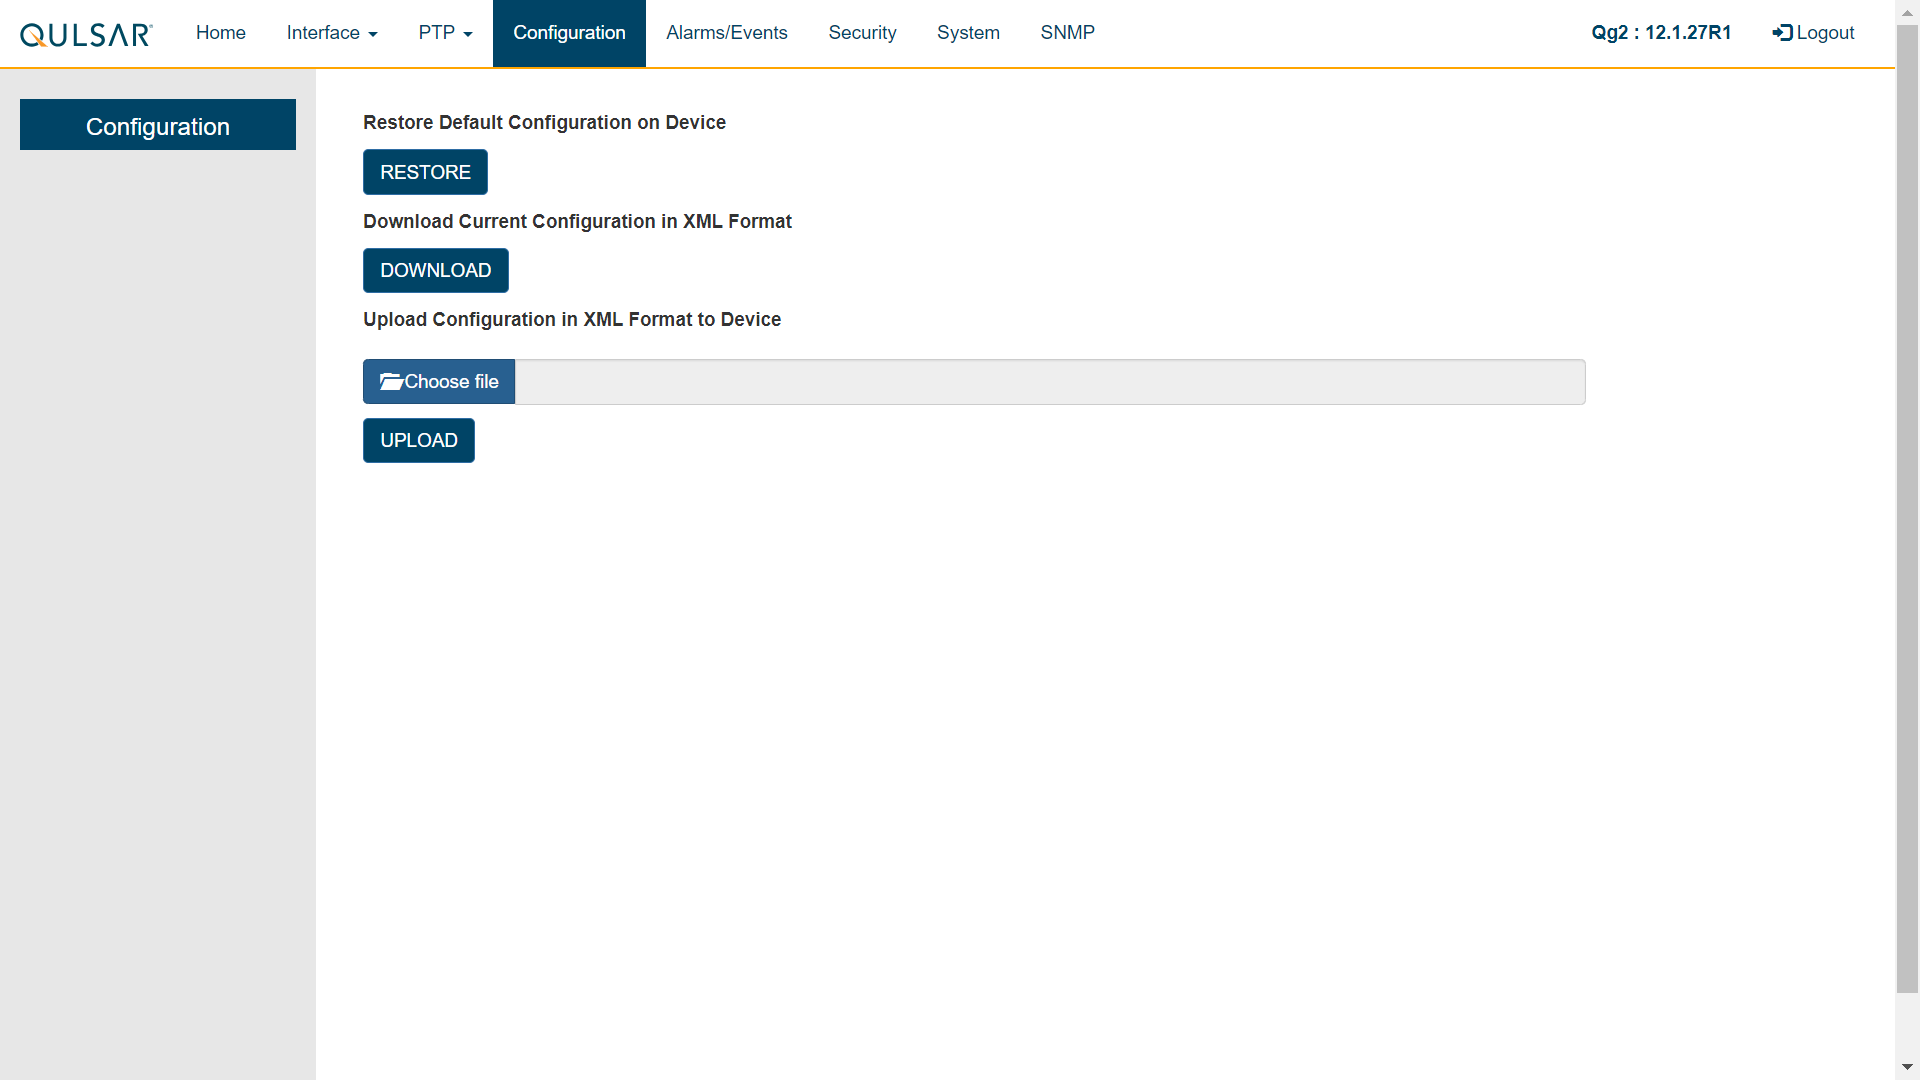 QULSAR® Home Interface PTP Configuration Alarms/Events Security System SNMP Qg2 : 12.1.27R1 Logout
Configuration
Restore Default Configuration on Device
RESTORE
Download Current Configuration in XML Format
DOWNLOAD
Upload Configuration in XML Format to Device
Choose file
UPLOAD